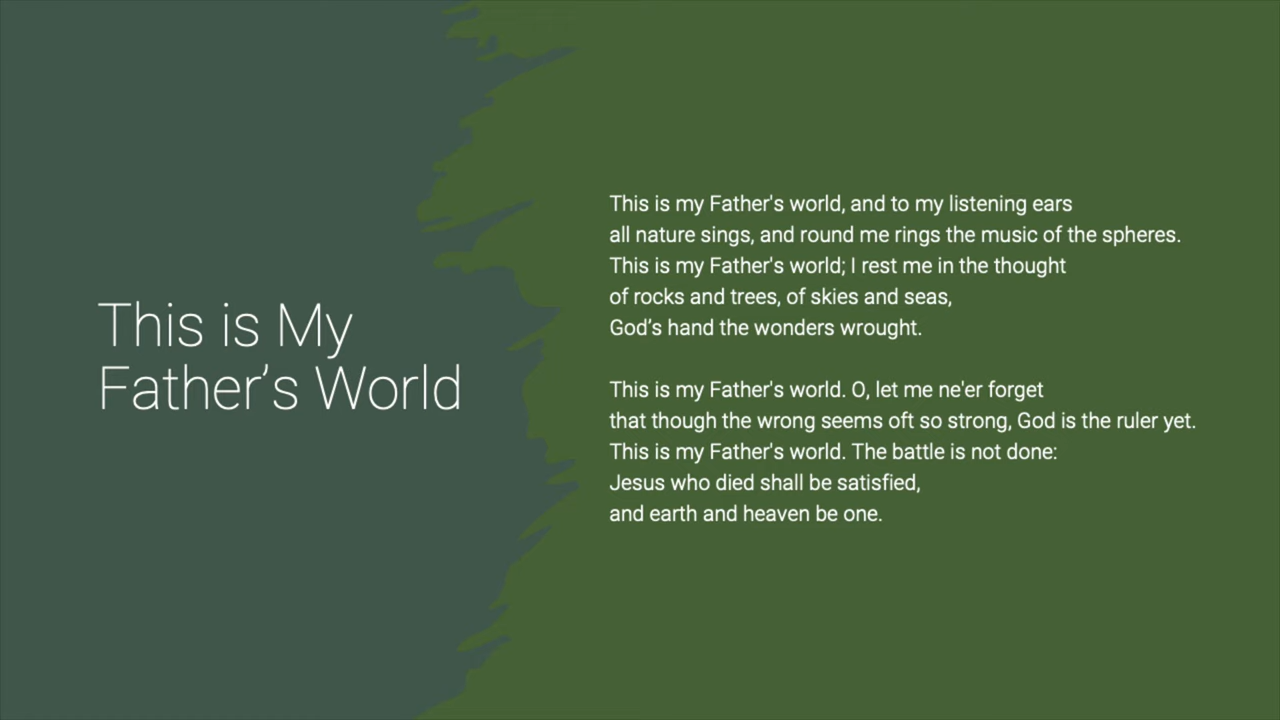 This is My
Father’s World
This is my Father's world, and to my listening ears
all nature sings, and round me rings the music of the spheres.
This is my Father's world; I rest me in the thought
of rocks and trees, of skies and seas,
God’s hand the wonders wrought.
This is my Father's world. O, let me ne'er forget
that though the wrong seems oft so strong, God is the ruler yet.
This is my Father's world. The battle is not done:
Jesus who died shall be satisfied,
and earth and heaven be one.